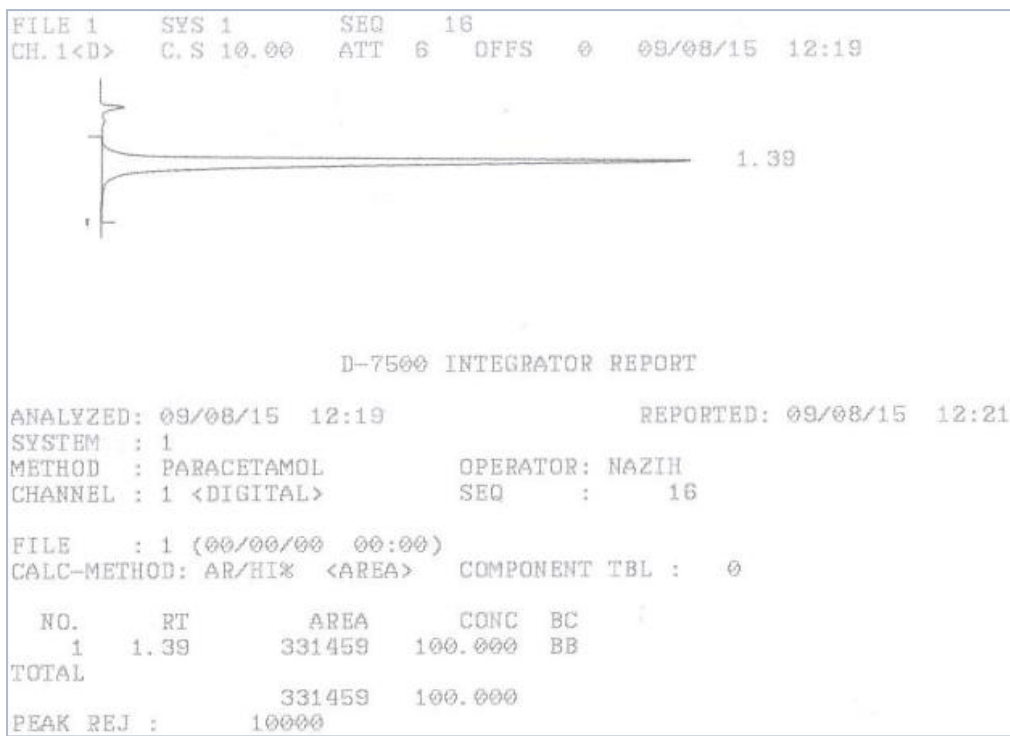 FILE 1 SYS 1 SEQ 16
CH.1<D> C.S 10.00 ATT 6 OFFS 0 09/08/15 12:19
1.39
D-7500 INTEGRATOR REPORT
ANALYZED: 09/08/15 12:19 REPORTED: 09/08/15 12:21
SYSTEM : 1
METHOD : PARACETAMOL OPERATOR: NAZIH
CHANNEL : 1 <DIGITAL> SEQ : 16
FILE : 1 (00/00/00 00:00)
CALC-METHOD: AR/HI% <AREA> COMPONENT TBL : 0
NO. RT AREA CONC BC
1 1.39 331459 100.000 BB
TOTAL
331459 100.000
PEAK REJ : 10000